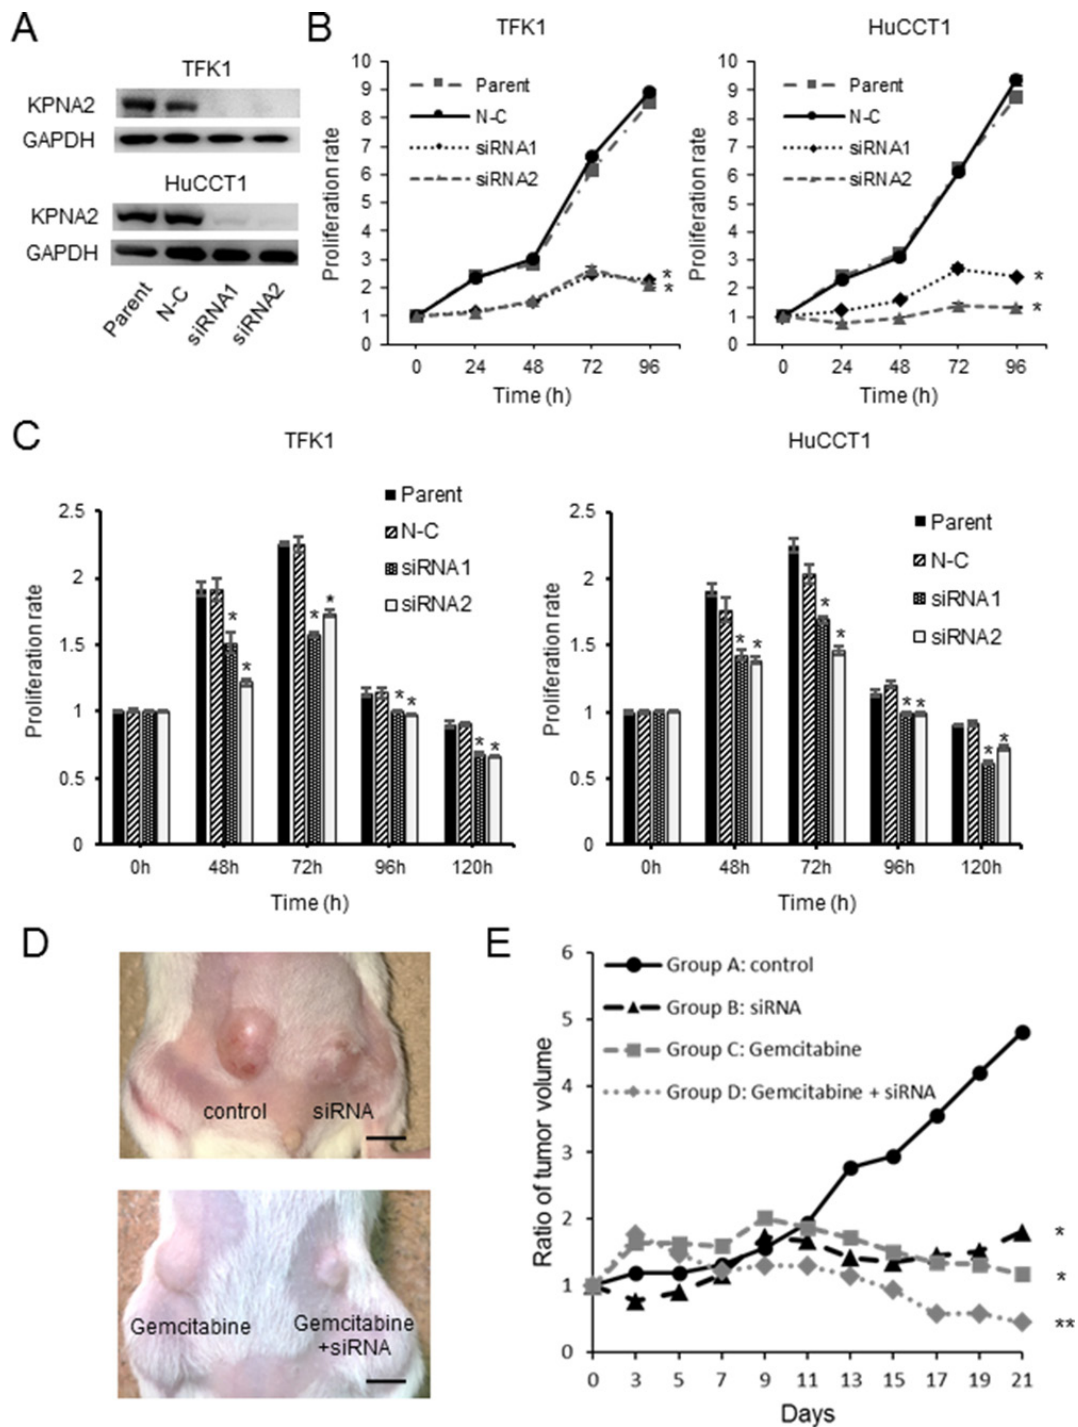 A
TFK1
KPNA2
GAPDH
HuCCT1
KPNA2
GAPDH
Parent
N-C
siRNA1
siRNA2
B
TFK1
Proliferation rate
10
9
8
7
6
5
4
3
2
1
0
Parent
N-C
siRNA1
siRNA2
*
*
0 24 48 72 96
Time (h)
HuCCT1
Proliferation rate
10
9
8
7
6
5
4
3
2
1
0
Parent
N-C
siRNA1
siRNA2
*
*
0 24 48 72 96
Time (h)
C
TFK1
Proliferation rate
2.5
2
1.5
1
0.5
0
Parent
N-C
siRNA1
siRNA2
* * * * * * * *
0h 48h 72h 96h 120h
Time (h)
HuCCT1
Proliferation rate
2.5
2
1.5
1
0.5
0
Parent
N-C
siRNA1
siRNA2
* * * * * * * *
0h 48h 72h 96h 120h
Time (h)
D
control siRNA
Gemcitabine
Gemcitabine
+siRNA
E
Ratio of tumor volume
6
5
4
3
2
1
0
Group A: control
Group B: siRNA
Group C: Gemcitabine
Group D: Gemcitabine + siRNA
*
*
**
0 3 5 7 9 11 13 15 17 19 21
Days